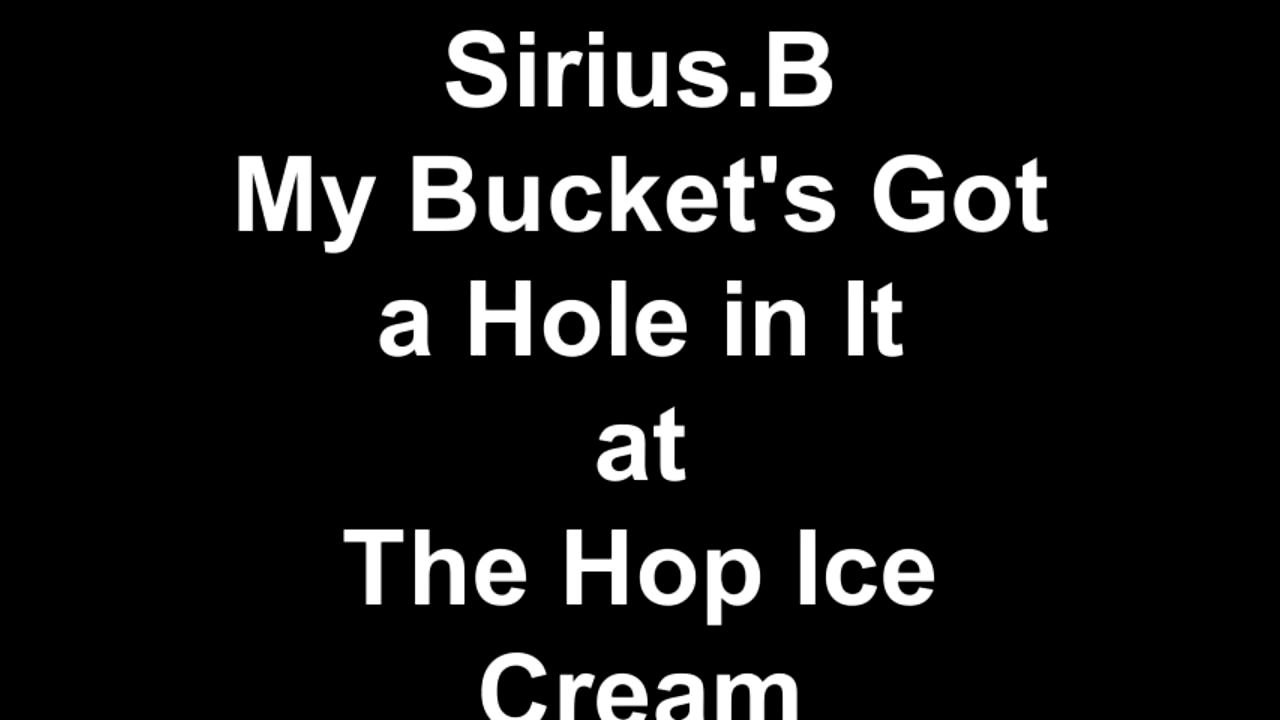 Sirius.B
My Bucket's Got
a Hole in It
at
The Hop Ice
Cream